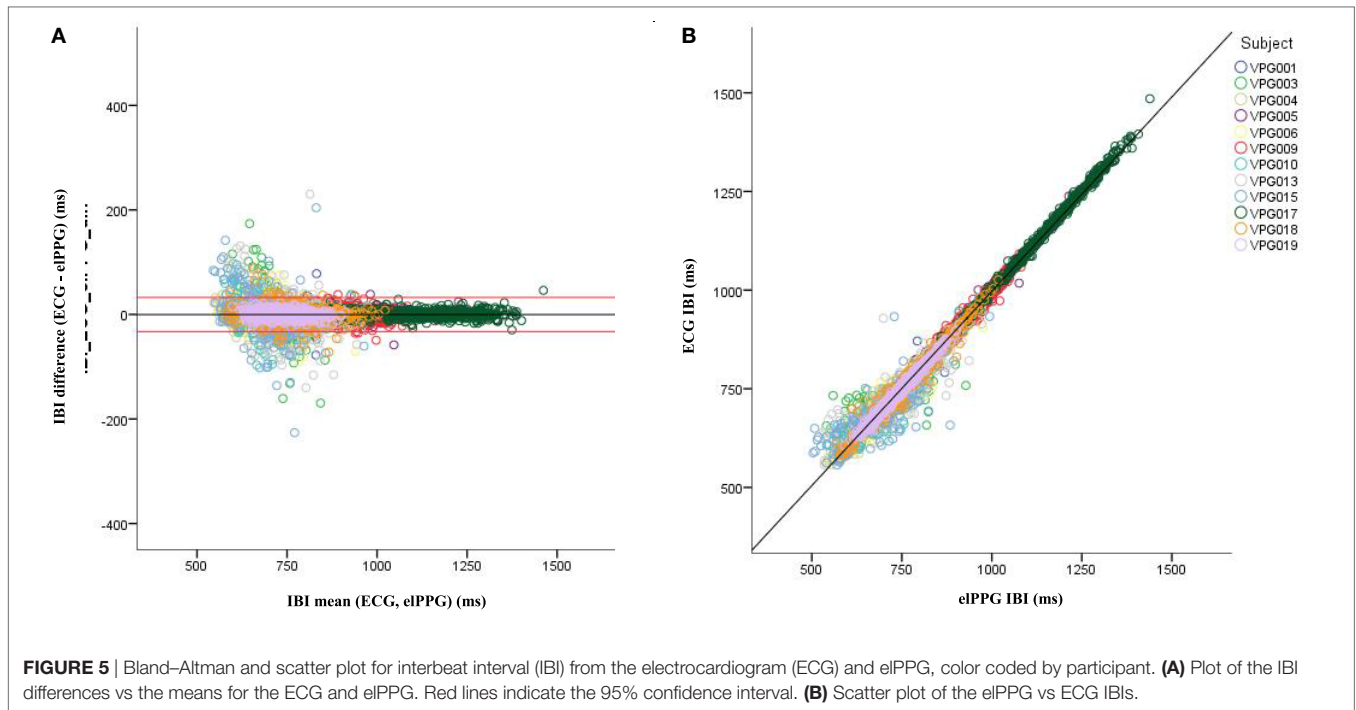 A
IBI difference (ECG - elPPG) (ms)
400
200
0
-200
-400
500 750 1000 1250 1500
IBI mean (ECG, elPPG) (ms)
B
ECG IBI (ms)
1500
1250
1000
750
500
500 750 1000 1250 1500
elPPG IBI (ms)
Subject
VPG001
VPG003
VPG004
VPG005
VPG006
VPG009
VPG010
VPG013
VPG015
VPG017
VPG018
VPG019
FIGURE 5 | Bland–Altman and scatter plot for interbeat interval (IBI) from the electrocardiogram (ECG) and elPPG, color coded by participant. (A) Plot of the IBI
differences vs the means for the ECG and elPPG. Red lines indicate the 95% confidence interval. (B) Scatter plot of the elPPG vs ECG IBIs.